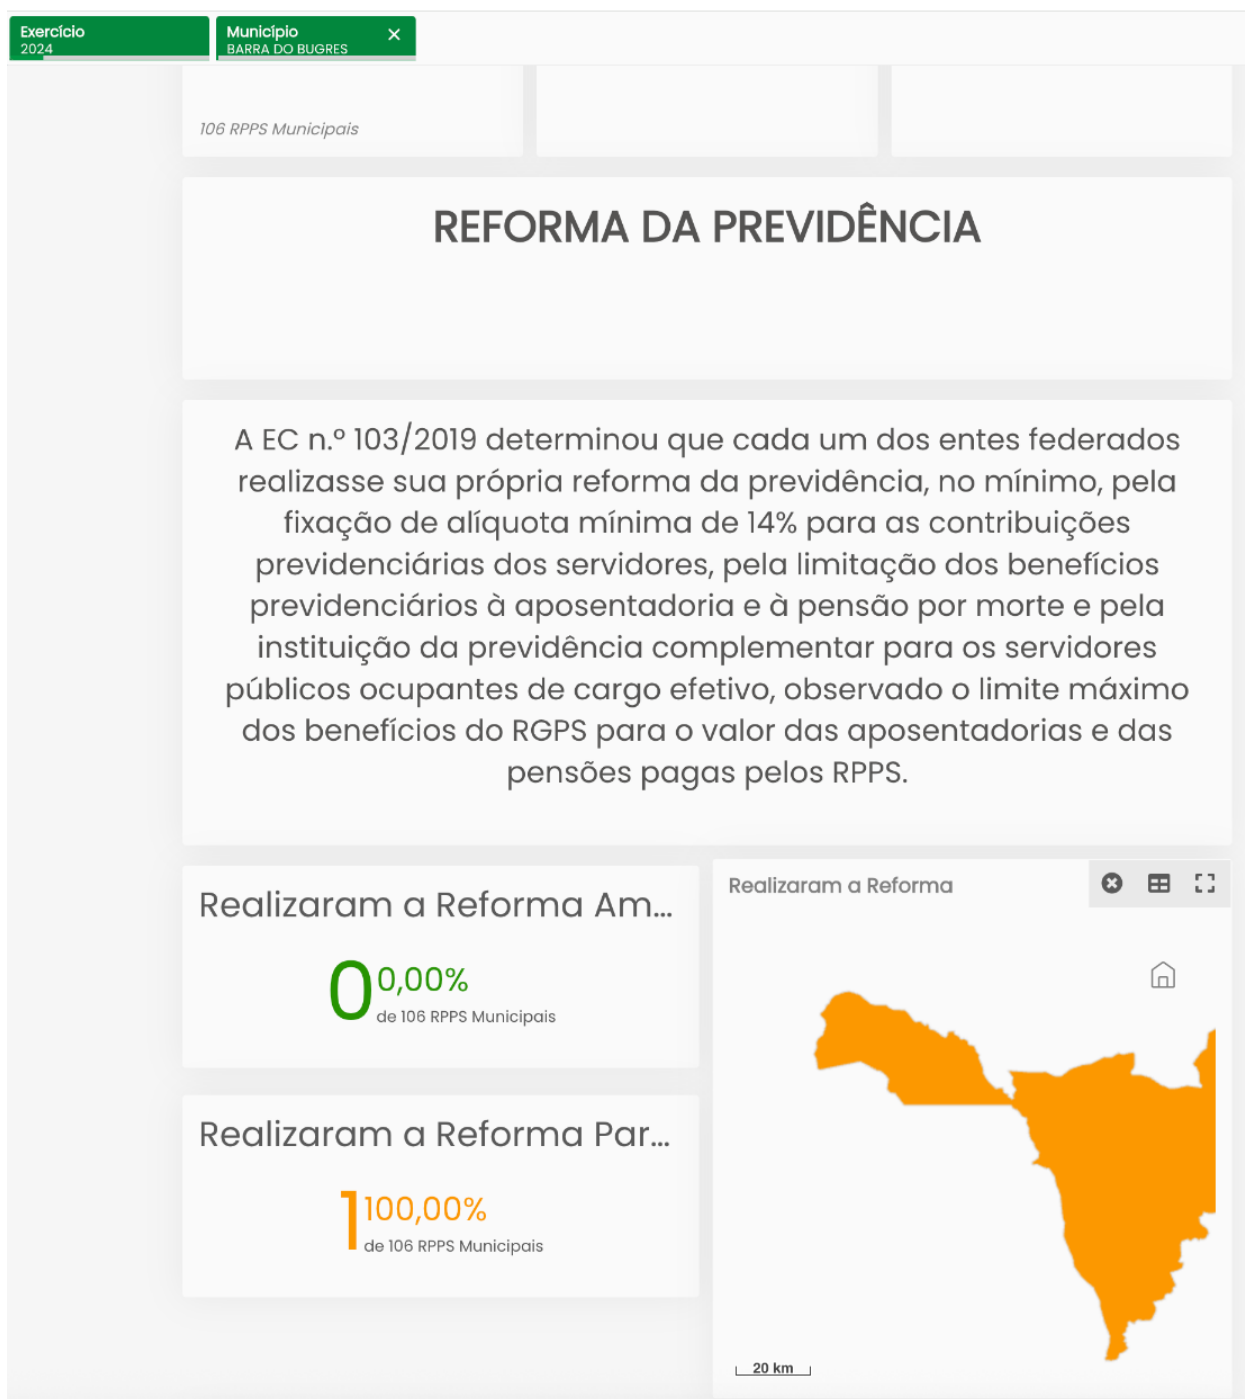 Exercício
2024
Município
BARRA DO BUGRES
106 RPPS Municipais
REFORMA DA PREVIDÊNCIA
A EC n.º 103/2019 determinou que cada um dos entes federados
realizasse sua própria reforma da previdência, no mínimo, pela
fixação de alíquota mínima de 14% para as contribuições
previdenciárias dos servidores, pela limitação dos benefícios
previdenciários à aposentadoria e à pensão por morte e pela
instituição da previdência complementar para os servidores
públicos ocupantes de cargo efetivo, observado o limite máximo
dos benefícios do RGPS para o valor das aposentadorias e das
pensões pagas pelos RPPS.
Realizaram a Reforma Am...
0 0,00%
de 106 RPPS Municipais
Realizaram a Reforma Par...
1 100,00%
de 106 RPPS Municipais
Realizaram a Reforma
20 km